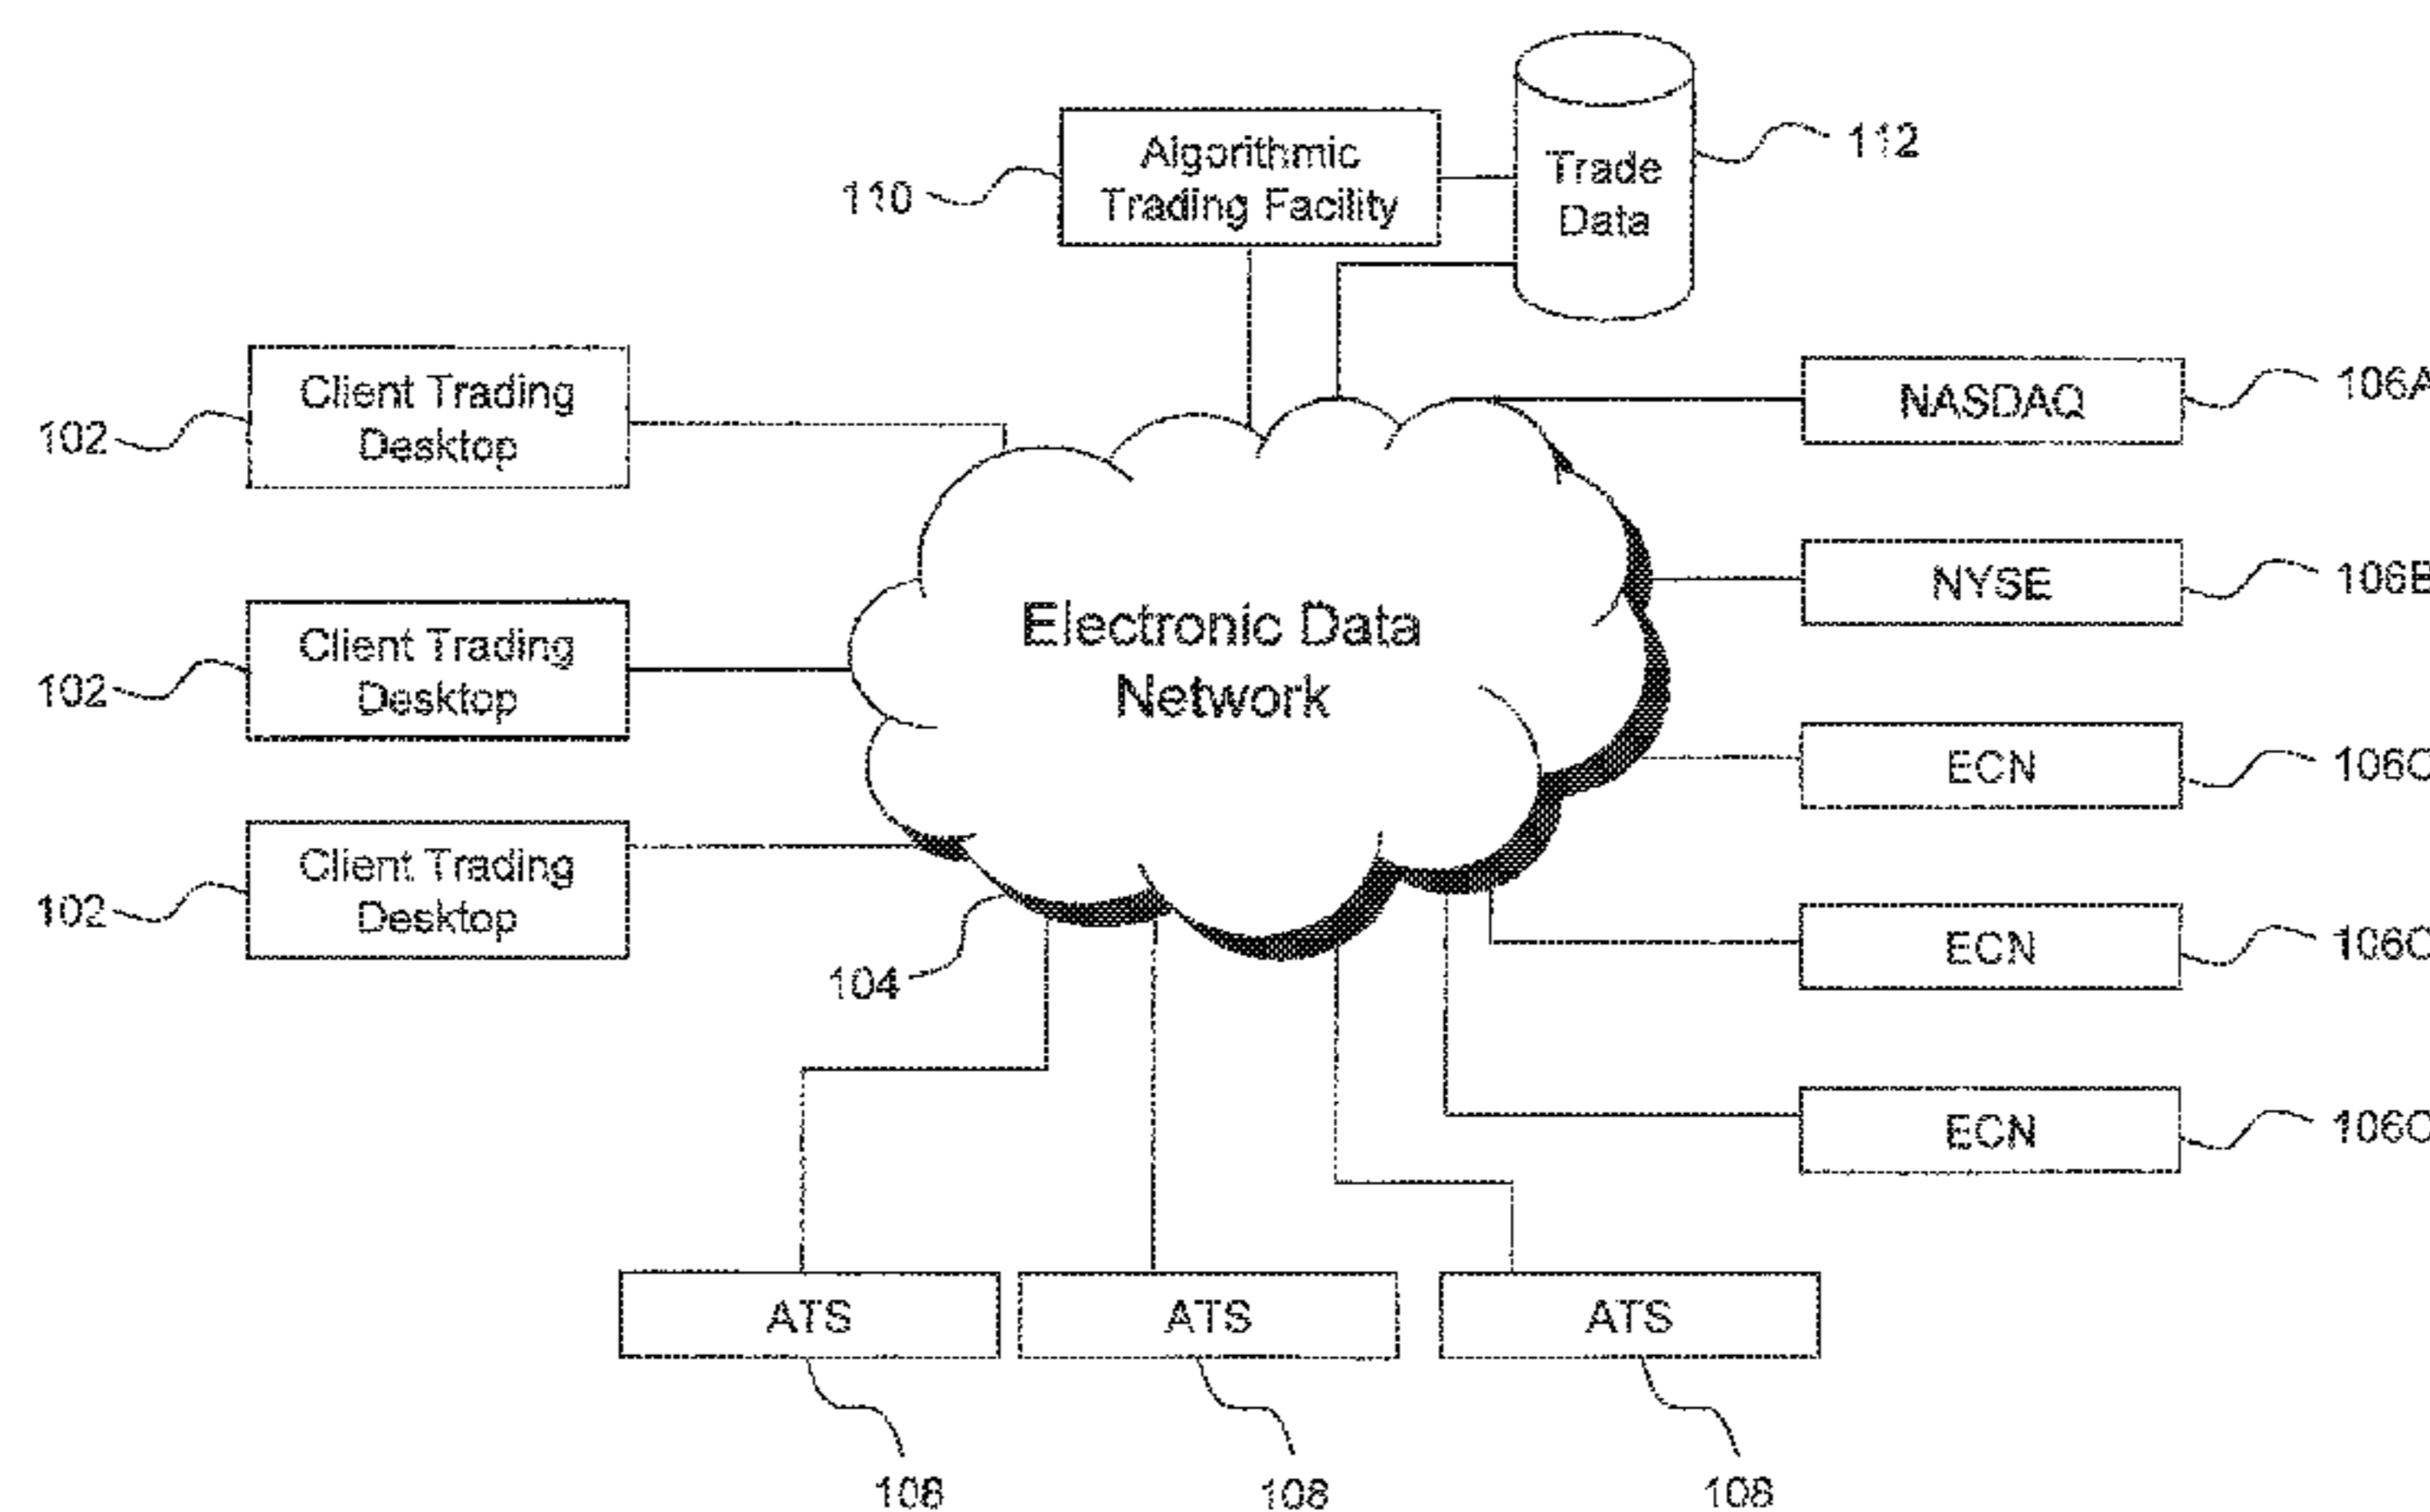 Algorithmic
Trading Facility
110
Trade
Data
112
Client Trading
Desktop
102
NASDAQ
106A
Client Trading
Desktop
102
Electronic Data
Network
NYSE
106B
ECN
106C
Client Trading
Desktop
102
104
ECN
106C
ECN
106C
ATS
ATS
ATS
108
108
108